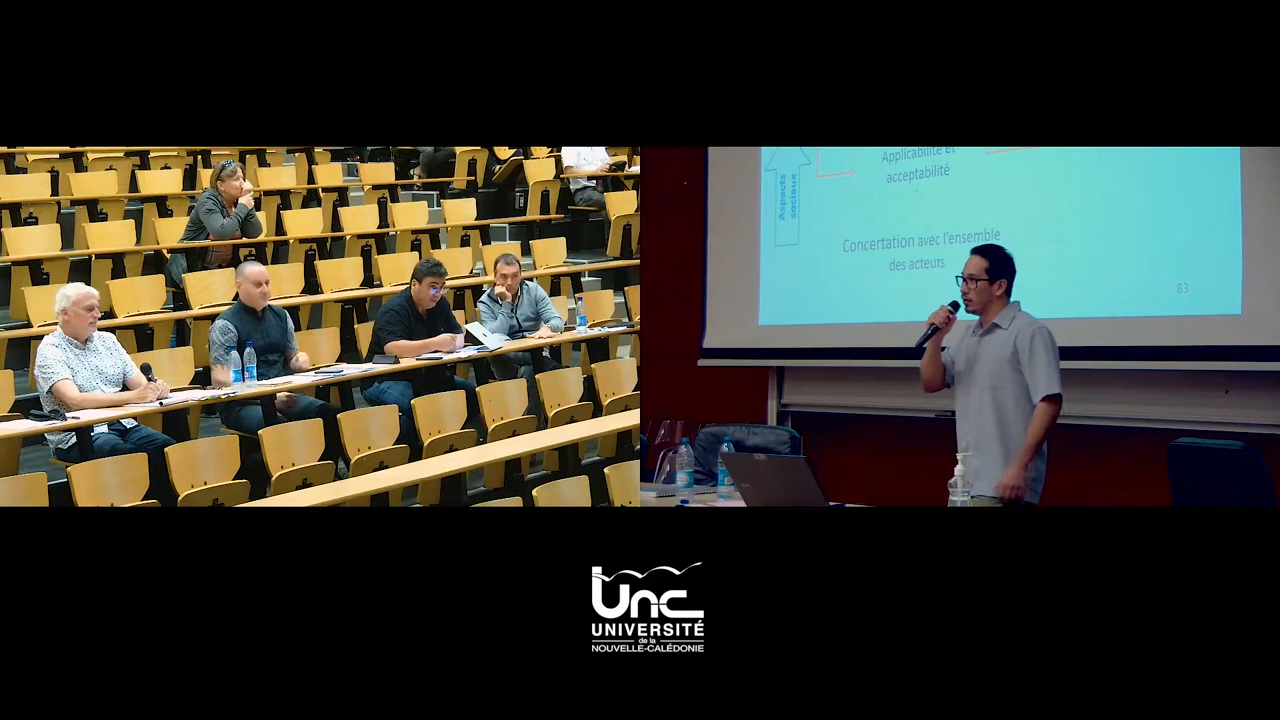 Applicabilité et
acceptabilité
Aspects
sociaux
Concertation avec l'ensemble
des acteurs
83
unc
UNIVERSITÉ
de la
NOUVELLE-CALÉDONIE